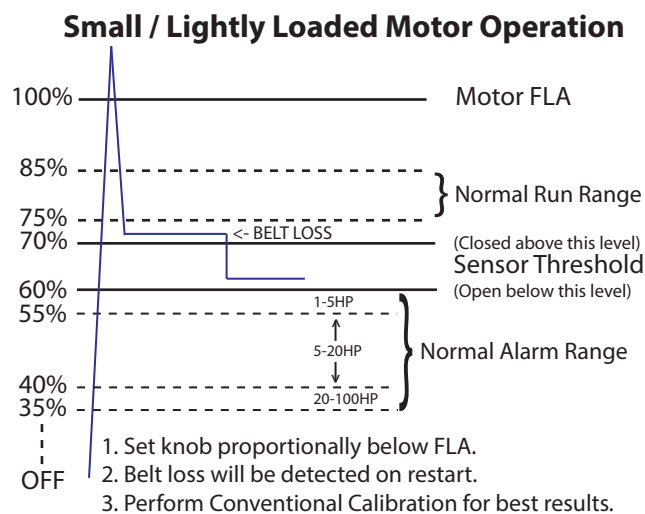 Small / Lightly Loaded Motor Operation
100%
Motor FLA
85%
Normal Run Range
75%
<- BELT LOSS
70%
(Closed above this level)
Sensor Threshold
60%
(Open below this level)
1-5HP
55%
5-20HP
Normal Alarm Range
40%
20-100HP
35%
OFF
1. Set knob proportionally below FLA.
2. Belt loss will be detected on restart.
3. Perform Conventional Calibration for best results.